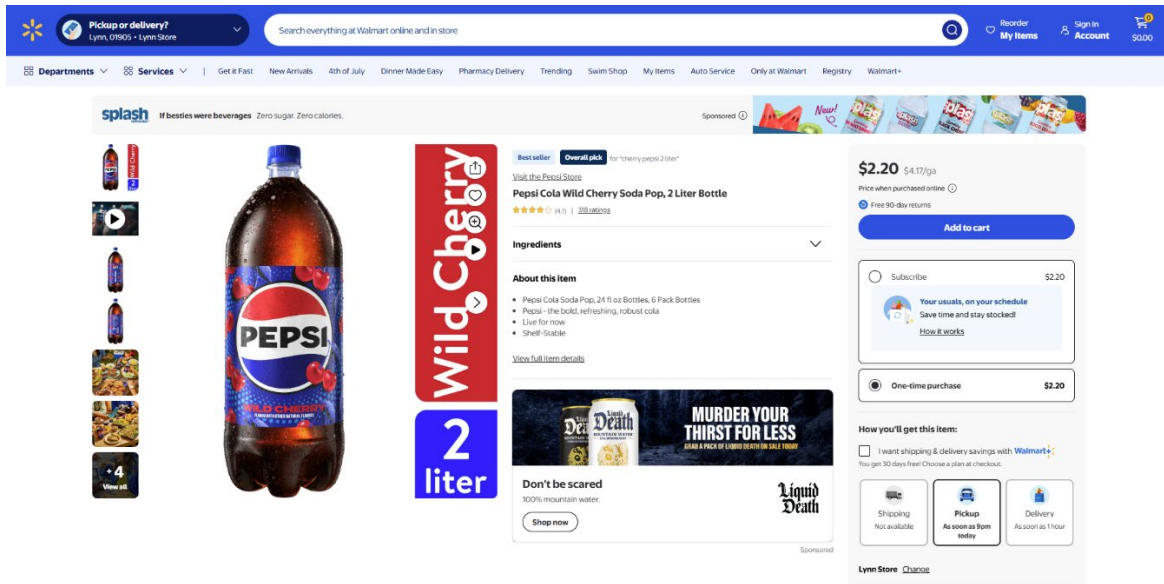 Pickup or delivery?
Lynn, 01905 • Lynn Store
Search everything at Walmart online and in store
Reorder
My Items
Sign In
Account
0
$0.00
Departments
Services
Get it Fast
New Arrivals
4th of July
Dinner Made Easy
Pharmacy Delivery
Trending
Swim Shop
My Items
Auto Service
Only at Walmart
Registry
Walmart+
splash
If besties were beverages Zero sugar. Zero calories.
Sponsored
New!
Wild Cherry
2 liter
PEPSI
WILD CHERRY
+4
View all
Best seller
Overall pick
for "cherry pepsi 2 liter"
Visit the Pepsi Store
Pepsi Cola Wild Cherry Soda Pop, 2 Liter Bottle
(4.1) | 318 ratings
Ingredients
About this item
Pepsi Cola Soda Pop, 24 fl oz Bottles, 6 Pack Bottles
Pepsi - the bold, refreshing, robust cola
Live for now
Shelf-Stable
View full item details
Liquid Death
MURDER YOUR
THIRST FOR LESS
GRAB A PACK OF LIQUID DEATH ON SALE TODAY
Don't be scared
100% mountain water.
Shop now
Liquid
Death
Sponsored
$2.20 $4.17/ga
Price when purchased online
Free 90-day returns
Add to cart
Subscribe
$2.20
Your usuals, on your schedule
Save time and stay stocked!
How it works
One-time purchase
$2.20
How you'll get this item:
I want shipping & delivery savings with Walmart+
You get 30 days free! Choose a plan at checkout.
Shipping
Not available
Pickup
As soon as 9pm
today
Delivery
As soon as 1 hour
Lynn Store Change